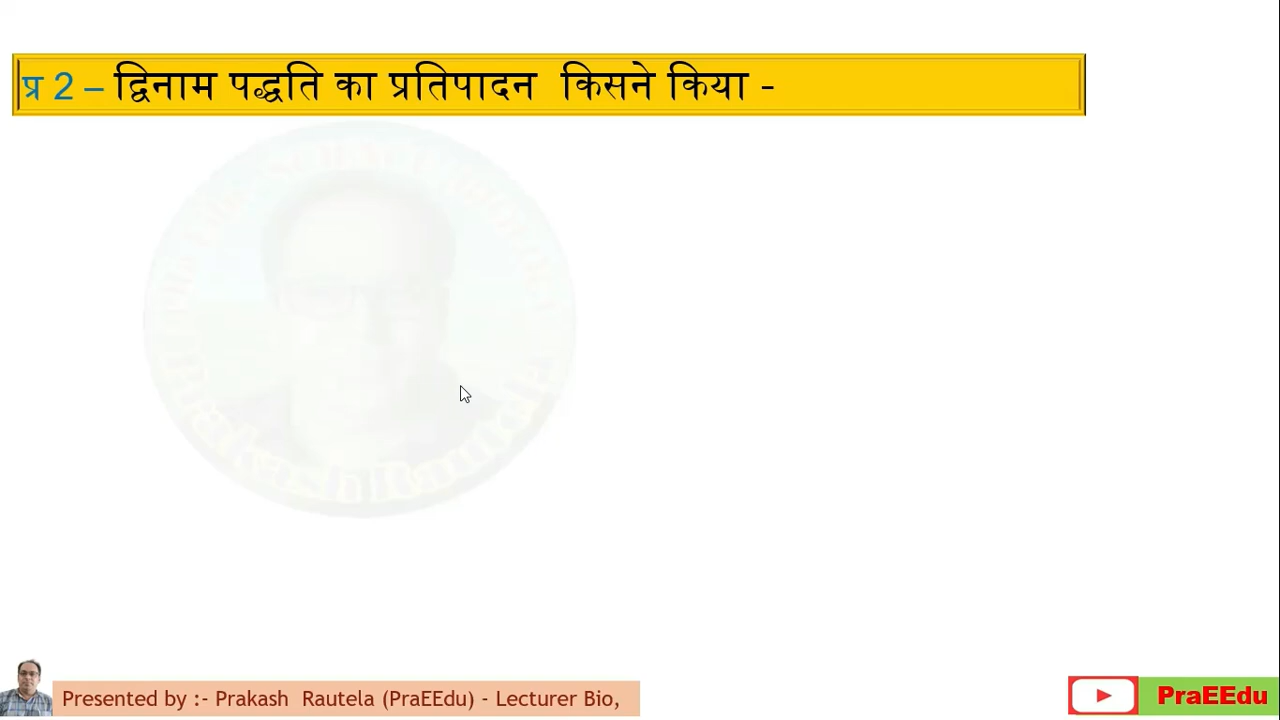 प्र 2 – द्विनाम पद्धति का प्रतिपादन किसने किया -
Presented by :- Prakash Rautela (PraEEdu) - Lecturer Bio,
PraEEdu